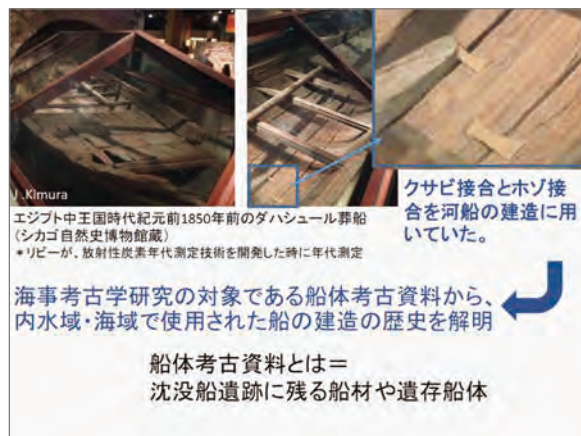 J.Kimura
エジプト中王国時代紀元前1850年前のダハシュール葬船
（シカゴ自然史博物館蔵）
＊リビーが、放射性炭素年代測定技術を開発した時に年代測定
クサビ接合とホゾ接
合を河船の建造に用
いていた。
海事考古学研究の対象である船体考古資料から、
内水域・海域で使用された船の建造の歴史を解明
船体考古資料とは＝
沈没船遺跡に残る船材や遺存船体